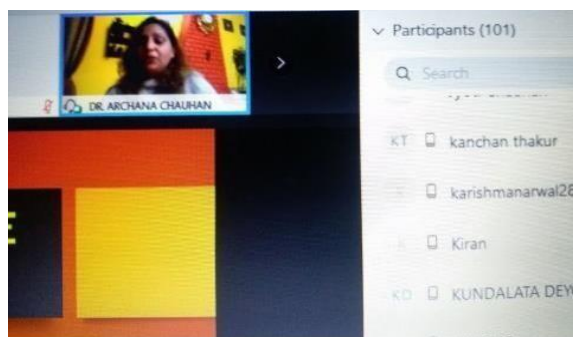 Participants (101)
DR. ARCHANA CHAUHAN
Search
KT kanchan thakur
karishmanarwal28
Kiran
KD KUNDALATA DEY
E